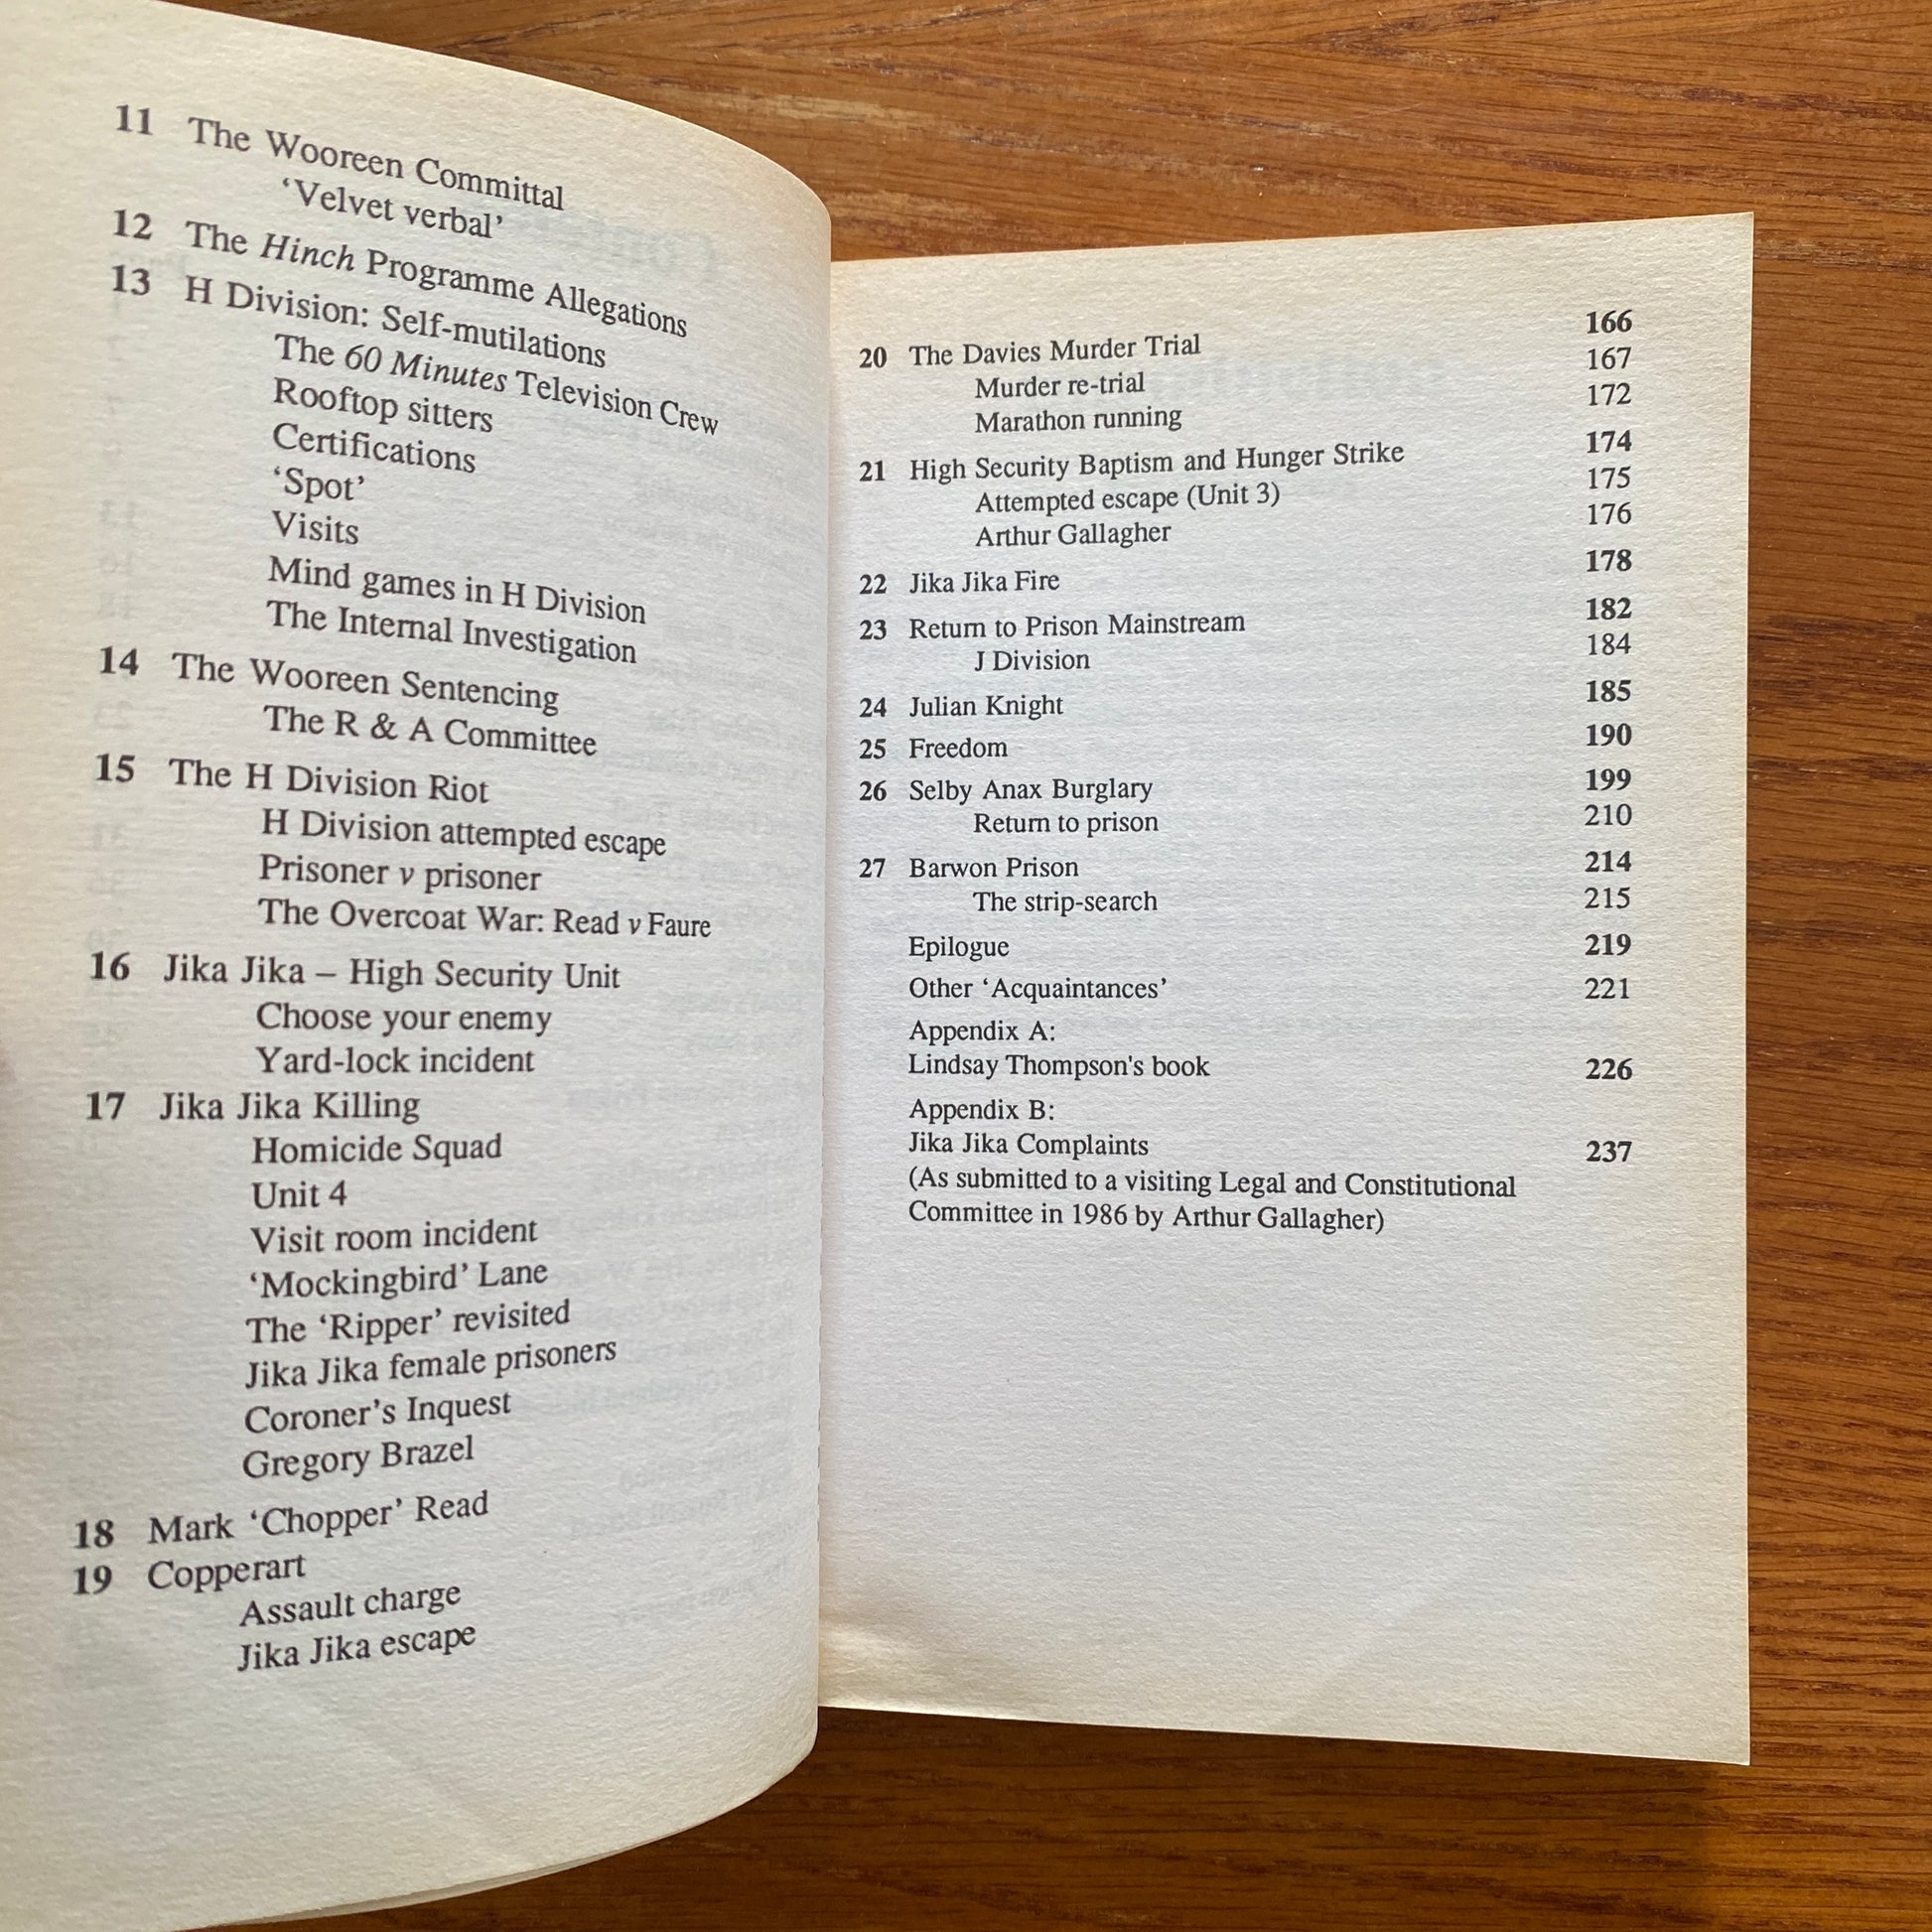 11 The Wooreen Committal
‘Velvet verbal’
12 The Hinch Programme Allegations
13 H Division: Self-mutilations
The 60 Minutes Television Crew
Rooftop sitters
Certifications
‘Spot’
Visits
Mind games in H Division
The Internal Investigation
14 The Wooreen Sentencing
The R & A Committee
15 The H Division Riot
H Division attempted escape
Prisoner v prisoner
The Overcoat War: Read v Faure
16 Jika Jika – High Security Unit
Choose your enemy
Yard-lock incident
17 Jika Jika Killing
Homicide Squad
Unit 4
Visit room incident
‘Mockingbird’ Lane
The ‘Ripper’ revisited
Jika Jika female prisoners
Coroner’s Inquest
Gregory Brazel
18 Mark ‘Chopper’ Read
19 Copperart
Assault charge
Jika Jika escape
20 The Davies Murder Trial 166
Murder re-trial 167
Marathon running 172
21 High Security Baptism and Hunger Strike 174
Attempted escape (Unit 3) 175
Arthur Gallagher 176
22 Jika Jika Fire 178
23 Return to Prison Mainstream 182
J Division 184
24 Julian Knight 185
25 Freedom 190
26 Selby Anax Burglary 199
Return to prison 210
27 Barwon Prison 214
The strip-search 215
Epilogue 219
Other ‘Acquaintances’ 221
Appendix A:
Lindsay Thompson's book 226
Appendix B:
Jika Jika Complaints 237
(As submitted to a visiting Legal and Constitutional
Committee in 1986 by Arthur Gallagher)